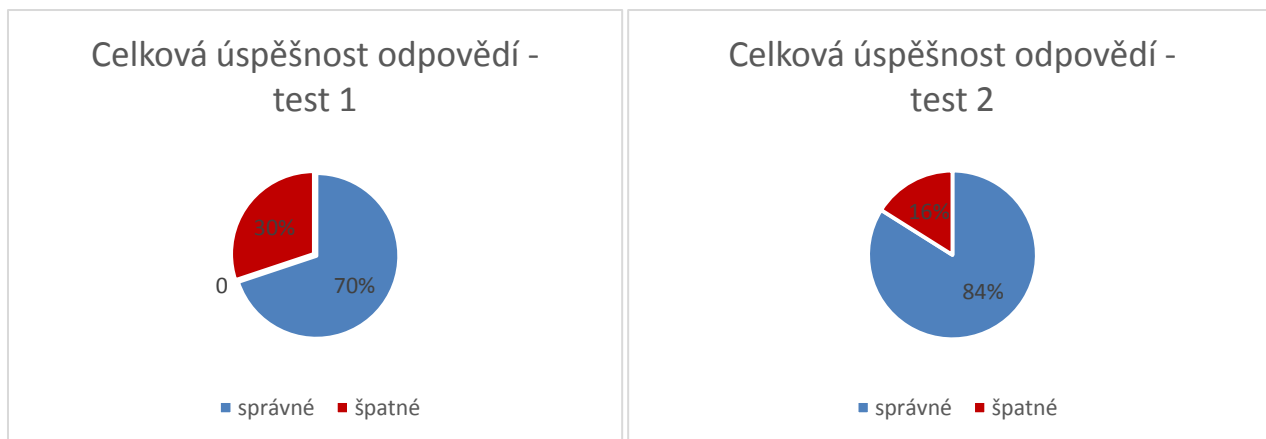 Celková úspěšnost odpovědí -
test 1
30%
0
70%
správné špatné
Celková úspěšnost odpovědí -
test 2
16%
84%
správné špatné